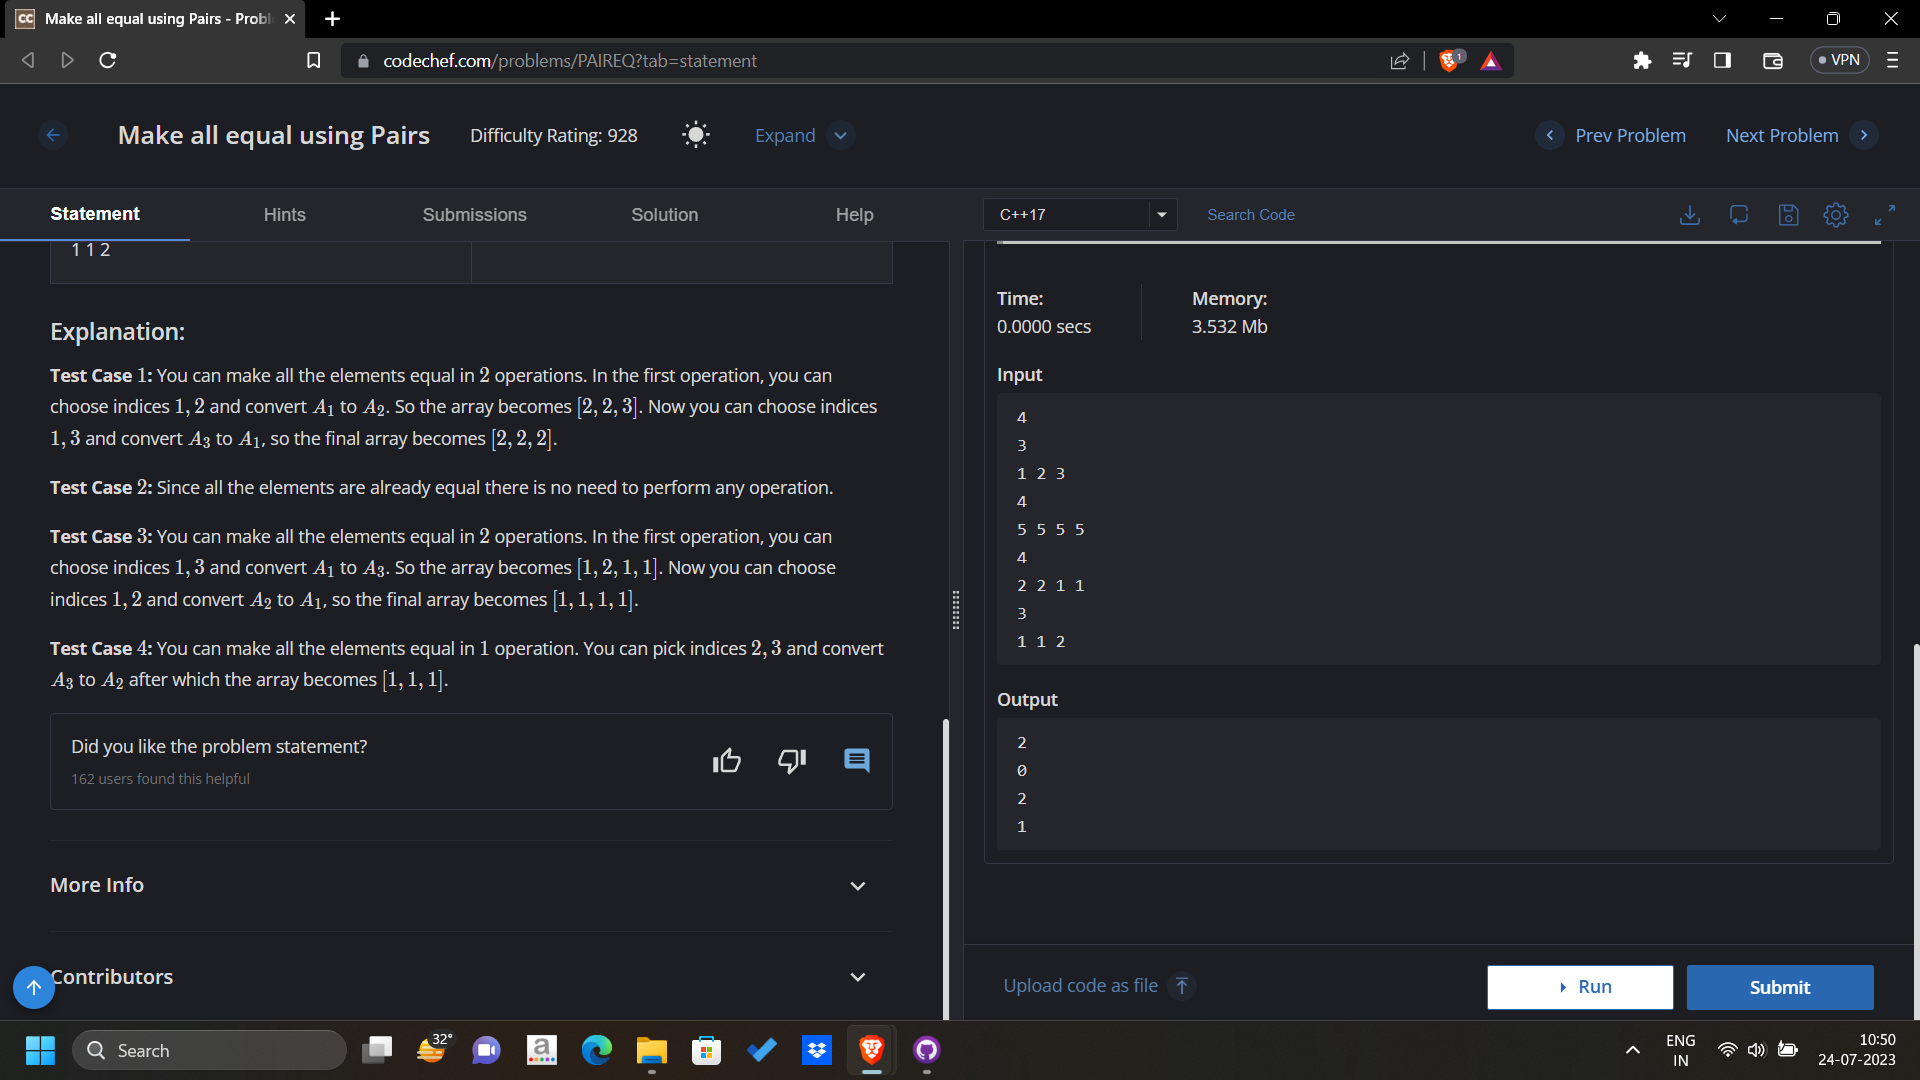 CC Make all equal using Pairs - Probl
codechef.com/problems/PAIREQ?tab=statement
1
VPN
Make all equal using Pairs
Difficulty Rating: 928
Expand
Prev Problem
Next Problem
Statement
Hints
Submissions
Solution
Help
C++17
Search Code
1 1 2
Explanation:
Test Case 1: You can make all the elements equal in 2 operations. In the first operation, you can
choose indices 1, 2 and convert A1 to A2. So the array becomes [2, 2, 3]. Now you can choose indices
1, 3 and convert A3 to A1, so the final array becomes [2, 2, 2].
Test Case 2: Since all the elements are already equal there is no need to perform any operation.
Test Case 3: You can make all the elements equal in 2 operations. In the first operation, you can
choose indices 1, 3 and convert A1 to A3. So the array becomes [1, 2, 1, 1]. Now you can choose
indices 1, 2 and convert A2 to A1, so the final array becomes [1, 1, 1, 1].
Test Case 4: You can make all the elements equal in 1 operation. You can pick indices 2, 3 and convert
A3 to A2 after which the array becomes [1, 1, 1].
Did you like the problem statement?
162 users found this helpful
More Info
Contributors
Time:
0.0000 secs
Memory:
3.532 Mb
Input
4
3
1 2 3
4
5 5 5 5
4
2 2 1 1
3
1 1 2
Output
2
0
2
1
Upload code as file
Run
Submit
Search
32°
a
ENG
IN
10:50
24-07-2023